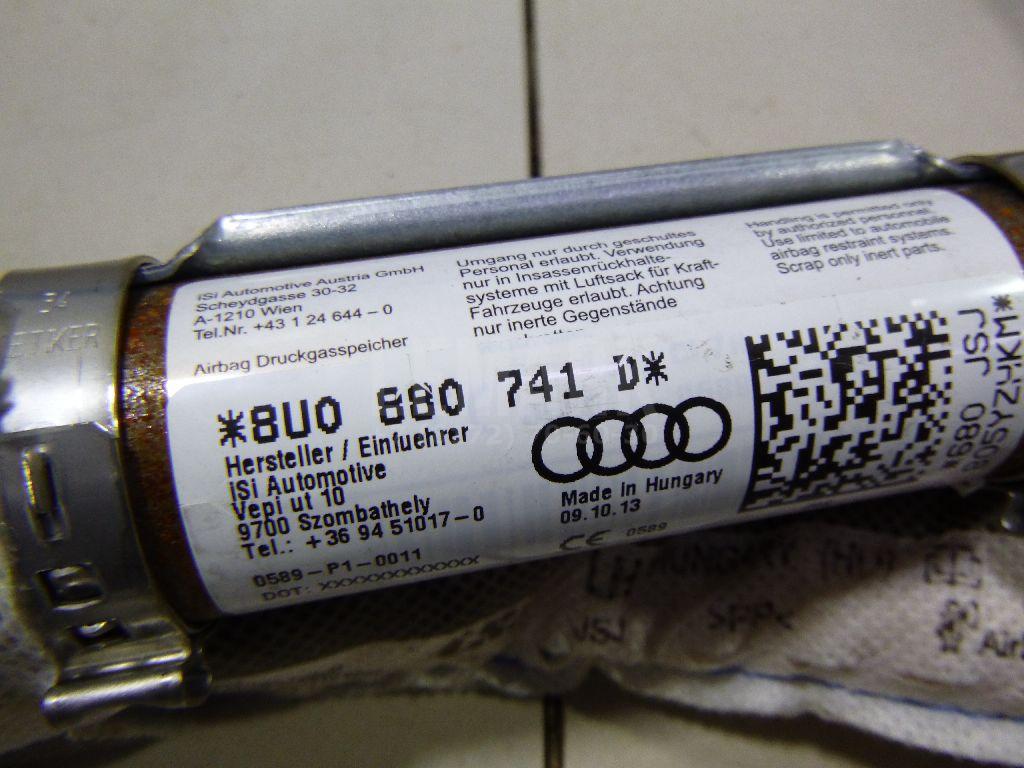 iSi Automotive Austria GmbH
Scheydgasse 30-32
A-1210 Wien
Tel.Nr. +43 1 24 644 – 0
Airbag Druckgasspeicher
Umgang nur durch geschultes
Personal erlaubt. Verwendung
nur in Insassenrückhalte-
systeme mit Luftsack für Kraft-
Fahrzeuge erlaubt. Achtung
nur inerte Gegenstände
Handling is permitted only
by authorized personnel.
Use limited to automobile
airbag restraint systems.
Scrap only inert parts.
*8U0 880 741 D*
Hersteller / Einfuehrer
iSi Automotive
Vepi ut 10
9700 Szombathely
Tel.: +36 94 51017-0
0589-P1-0011
DOT: XXXXXXXXXXXX
Made in Hungary
09.10.13
CE 0589
*680 JSJ
805YZHKM*
ETIKER
HUNGARY